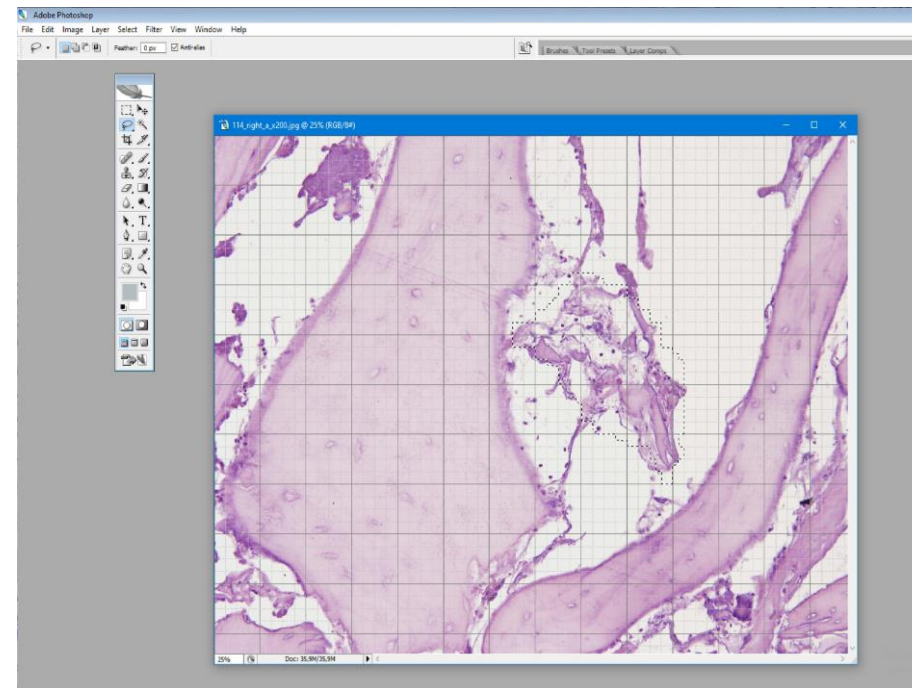 Adobe Photoshop
File Edit Image Layer Select Filter View Window Help
Feather: 0 px Anti-alias
Brushes Tool Presets Layer Comps
114_right_a_x200.jpg @ 25% (RGB/8#)
T
25% Doc: 35,9M/35,9M